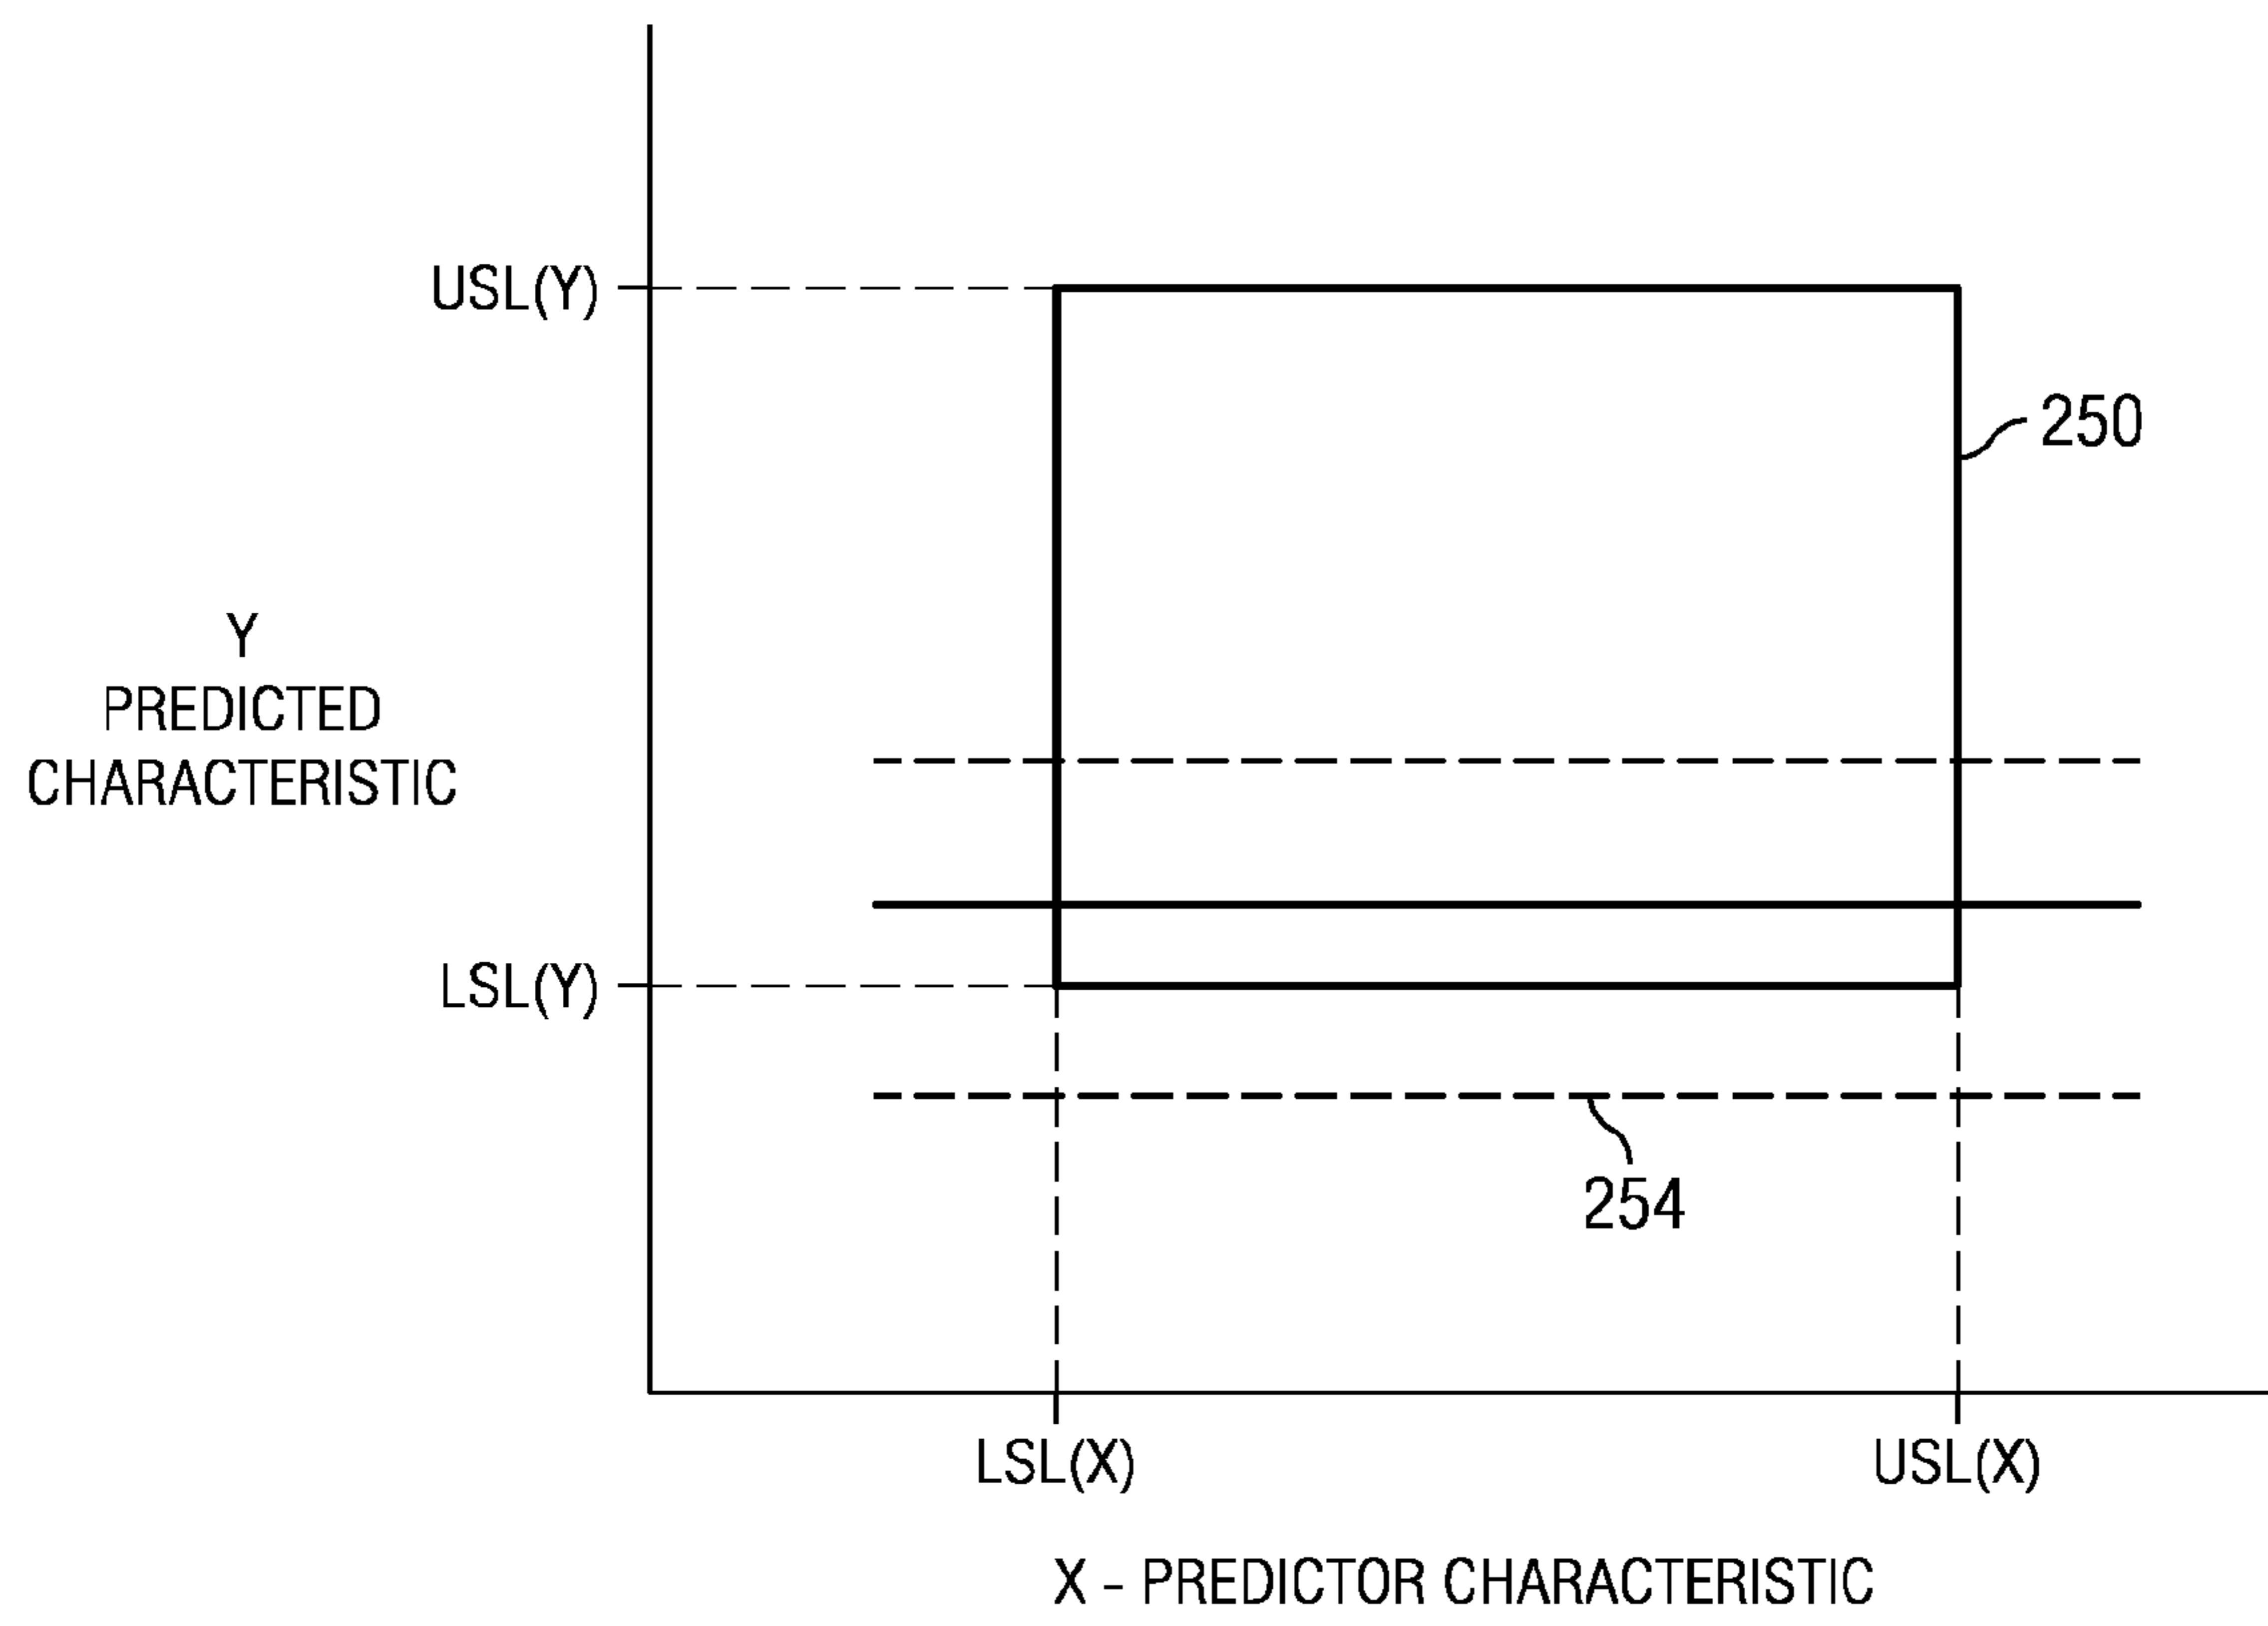 USL(Y)
250
Y
PREDICTED
CHARACTERISTIC
LSL(Y)
254
LSL(X)
USL(X)
X - PREDICTOR CHARACTERISTIC